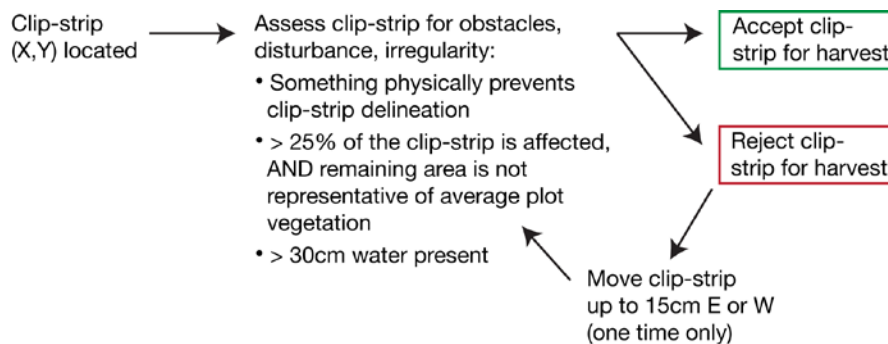 Clip-strip
(X,Y) located
Assess clip-strip for obstacles,
disturbance, irregularity:
• Something physically prevents
clip-strip delineation
• > 25% of the clip-strip is affected,
AND remaining area is not
representative of average plot
vegetation
• > 30cm water present
Accept clip-
strip for harvest
Reject clip-
strip for harvest
Move clip-strip
up to 15cm E or W
(one time only)